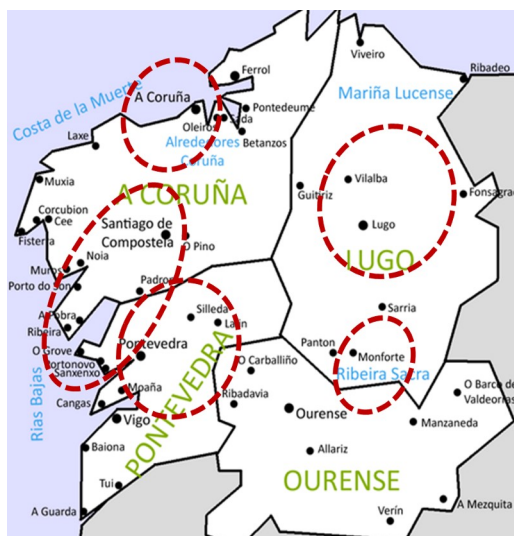 Viveiro
Ferrol
Ribadeo
A Coruña
Mariña Lucense
Costa de la Muerte
Pontedeume
Oleiros
Sada
Alrededores
Coruña
Betanzos
Laxe
Muxia
A CORUÑA
Vilalba
Guitiriz
Fonsagrada
Corcubion
Cee
Fisterra
Santiago de
Compostela
O Pino
Lugo
LUGO
Muros
Noia
Porto do Son
Padron
Sarria
A Pobra
Ribeira
Silleda
Lalin
O Grove
Pontevedra
Portonovo
Sanxenxo
Panton
Monforte
Ribeira Sacra
O Carballiño
Rias Bajas
PONTEVEDRA
Moaña
Cangas
Vigo
Ribadavia
Ourense
O Barco de
Valdeorras
Manzaneda
Baiona
Allariz
OURENSE
Tui
A Guarda
Verín
A Mezquita